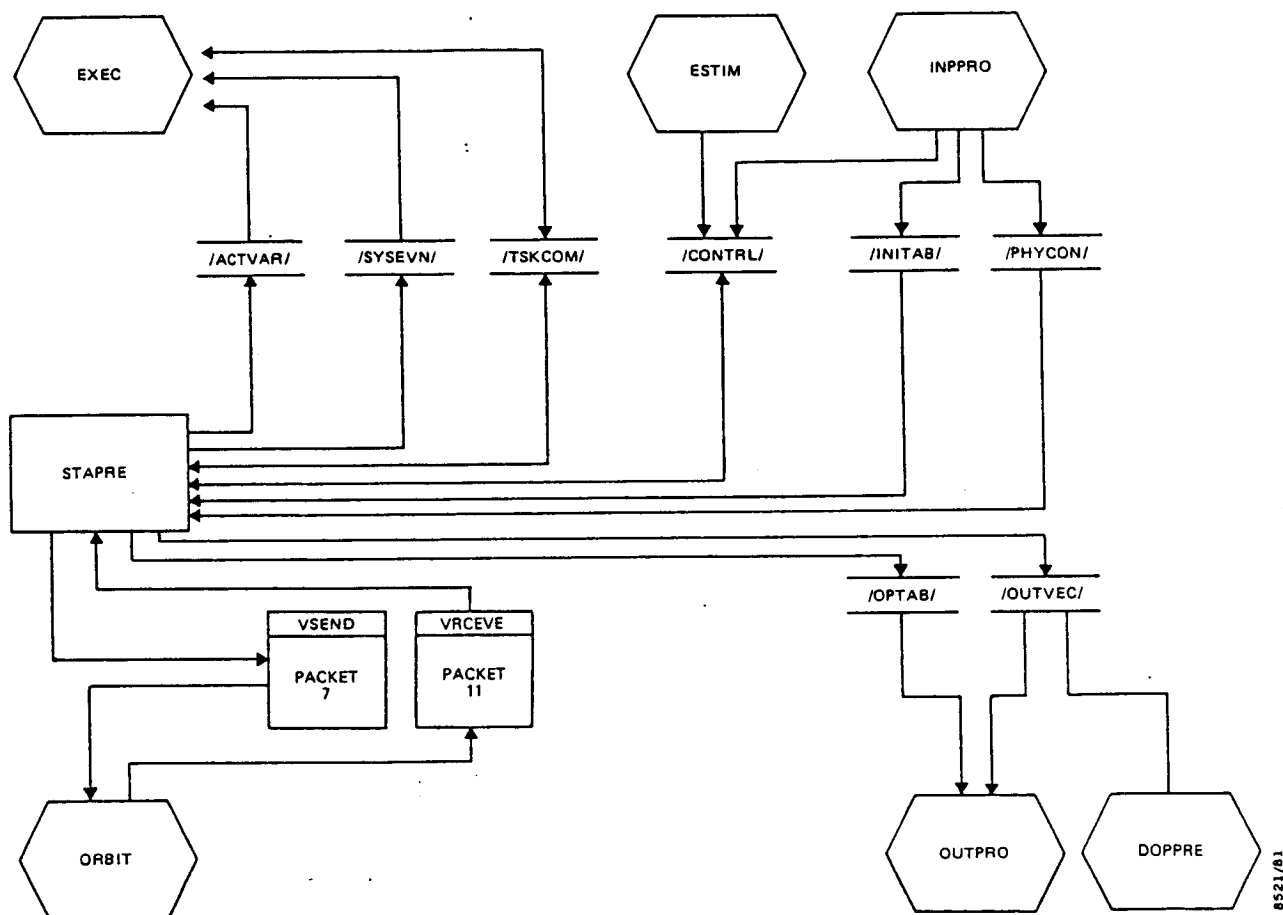 EXEC
ESTIM
INPPRO
/ACTVAR/
/SYSEVN/
/TSKCOM/
/CONTRL/
/INITAB/
/PHYCON/
STAPRE
/OPTAB/
/OUTVEC/
VSEND
PACKET
7
VRCEVE
PACKET
11
ORBIT
OUTPRO
DOPPRE
8521/81